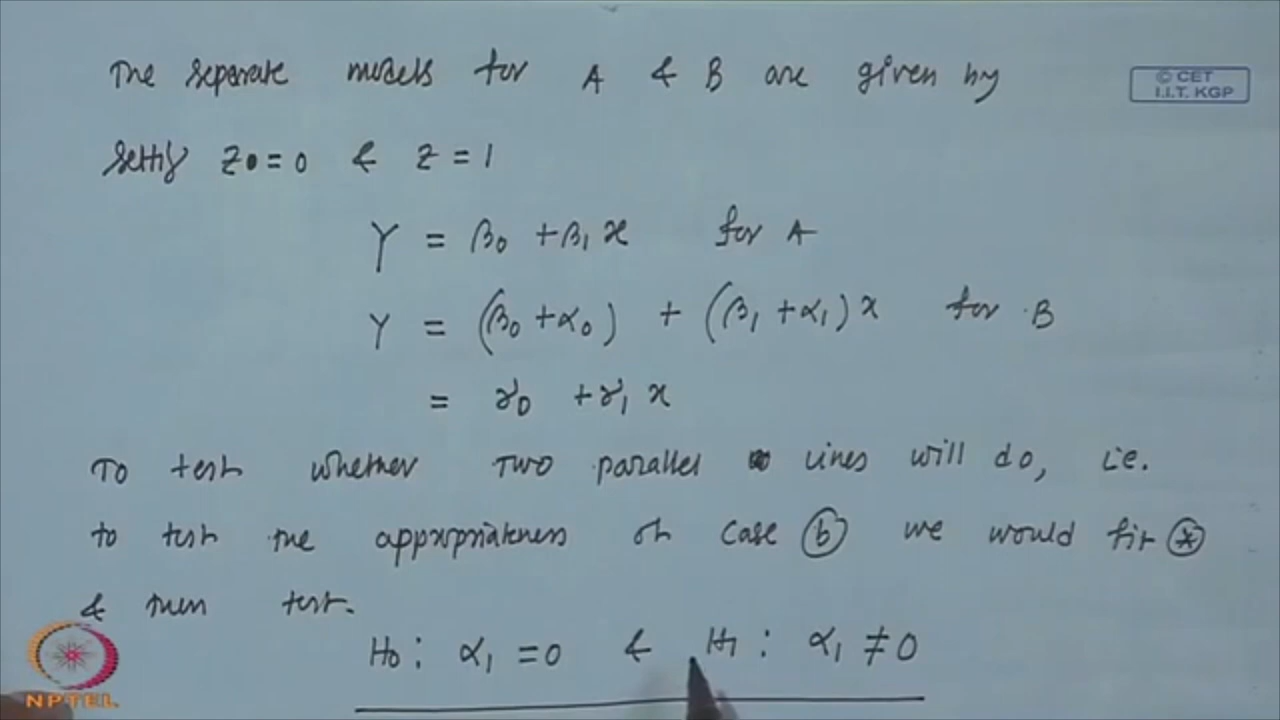 The separate models for A & B are given by
© CET
I.I.T. KGP
setting Z = 0 & Z = 1
Y = β₀ + β₁ x for A
Y = (β₀ + α₀) + (β₁ + α₁) x for B
= γ₀ + γ₁ x
To test whether two parallel lines will do, i.e.
to test the appropriateness of case ⓑ we would fit ⊛
& then test.
H₀ : α₁ = 0 & H₁ : α₁ ≠ 0
NPTEL